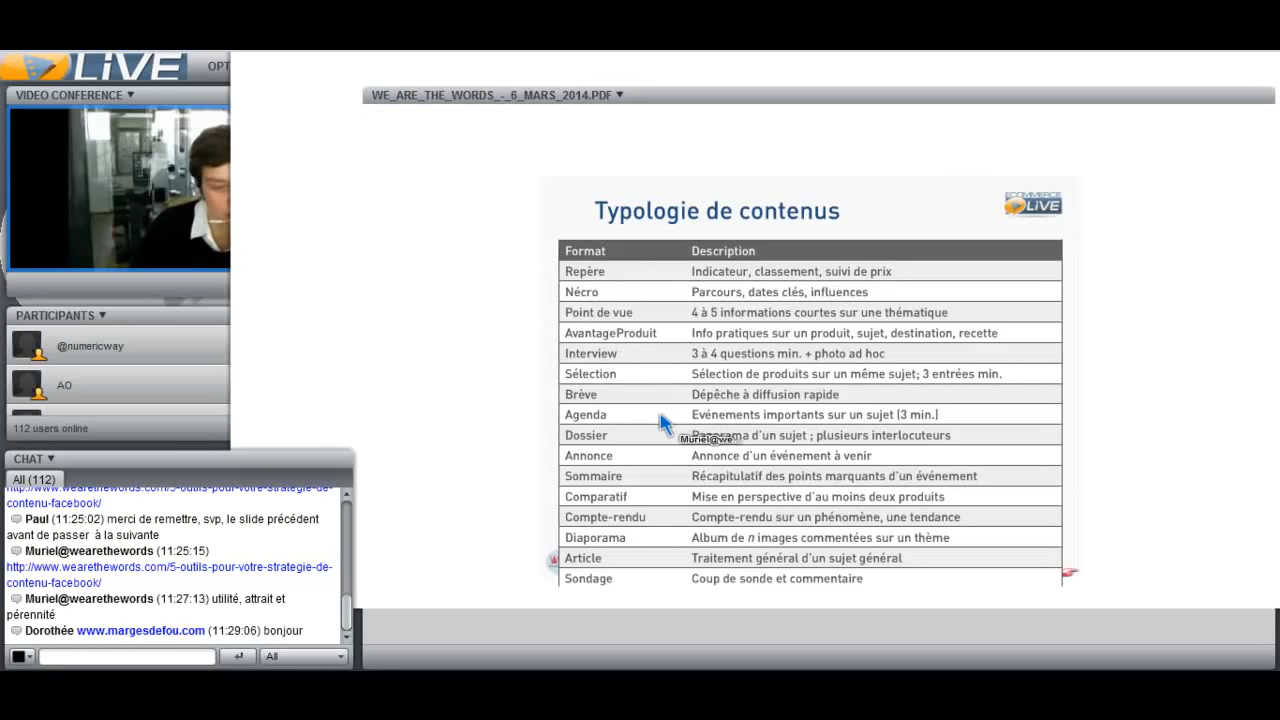 LIVE
OPT
VIDEO CONFERENCE
WE_ARE_THE_WORDS_-_6_MARS_2014.PDF
Typologie de contenus
ECOMMERCE
LIVE
Format Description
Repère Indicateur, classement, suivi de prix
Nécro Parcours, dates clés, influences
Point de vue 4 à 5 informations courtes sur une thématique
AvantageProduit Info pratiques sur un produit, sujet, destination, recette
Interview 3 à 4 questions min. + photo ad hoc
Sélection Sélection de produits sur un même sujet; 3 entrées min.
Brève Dépêche à diffusion rapide
Agenda Evénements importants sur un sujet (3 min.)
Muriel@we...
Dossier Panorama d'un sujet ; plusieurs interlocuteurs
Annonce Annonce d'un événement à venir
Sommaire Récapitulatif des points marquants d'un événement
Comparatif Mise en perspective d'au moins deux produits
Compte-rendu Compte-rendu sur un phénomène, une tendance
Diaporama Album de n images commentées sur un thème
Article Traitement général d'un sujet général
Sondage Coup de sonde et commentaire
PARTICIPANTS
@numericway
AO
112 users online
CHAT
All (112)
http://www.wearethewords.com/5-outils-pour-votre-strategie-de-
contenu-facebook/
Paul (11:25:02) merci de remettre, svp, le slide précédent
avant de passer à la suivante
Muriel@wearethewords (11:25:15)
http://www.wearethewords.com/5-outils-pour-votre-strategie-de-
contenu-facebook/
Muriel@wearethewords (11:27:13) utilité, attrait et
pérennité
Dorothée www.margesdefou.com (11:29:06) bonjour
All